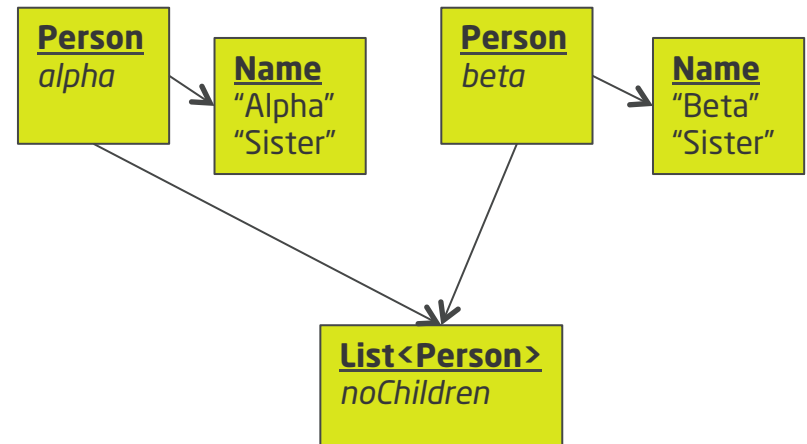 Person
alpha
Name
“Alpha”
“Sister”
Person
beta
Name
“Beta”
“Sister”
List<Person>
noChildren